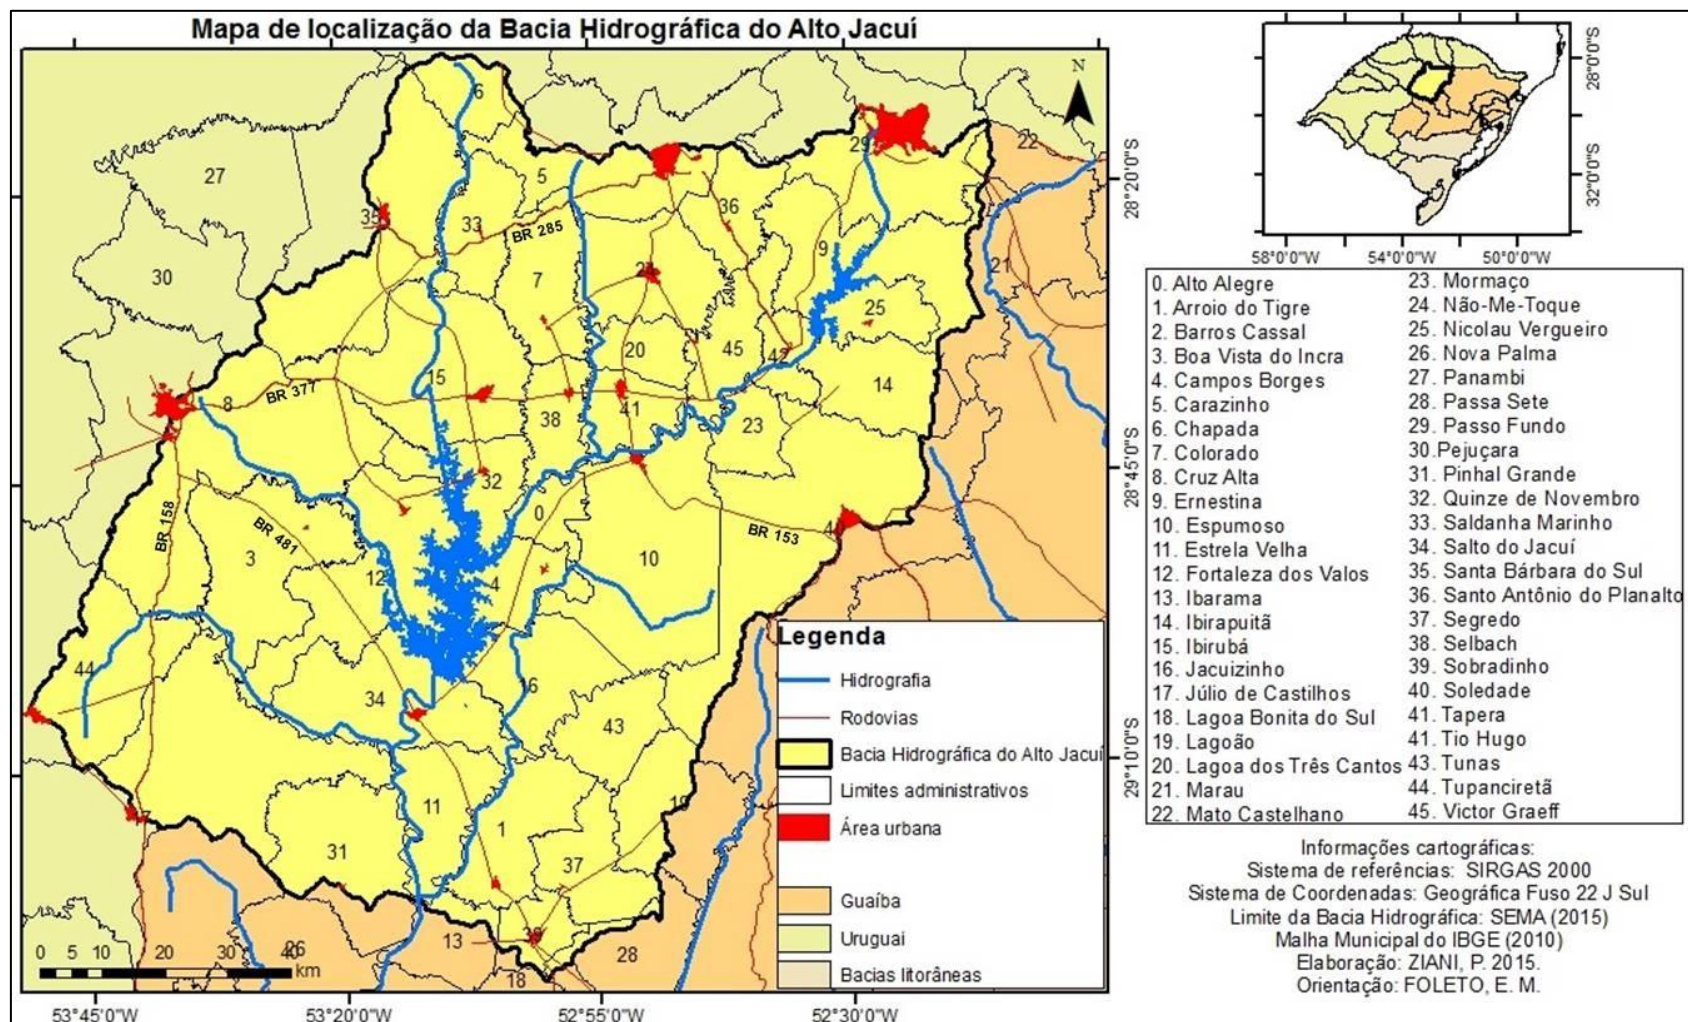 Mapa de localização da Bacia Hidrográfica do Alto Jacuí
N
6
27
29
22
5
35
36
33
BR 285
9
21
30
7
24
25
20
45
42
15
14
8
BR 377
41
38
23
32
0
BR 158
BR 481
BR 153
40
3
10
12
4
44
16
34
43
11
19
1
31
37
39
13
28
26
18
0 5 10 20 30 40
km
53°45'0"W
53°20'0"W
52°55'0"W
52°30'0"W
28°20'0"S
28°45'0"S
29°10'0"S
Legenda
Hidrografia
Rodovias
Bacia Hidrográfica do Alto Jacuí
Limites administrativos
Área urbana
Guaíba
Uruguai
Bacias litorâneas
28°0'0"S
32°0'0"S
58°0'0"W
54°0'0"W
50°0'0"W
0. Alto Alegre
1. Arroio do Tigre
2. Barros Cassal
3. Boa Vista do Incra
4. Campos Borges
5. Carazinho
6. Chapada
7. Colorado
8. Cruz Alta
9. Ernestina
10. Espumoso
11. Estrela Velha
12. Fortaleza dos Valos
13. Ibarama
14. Ibirapuitã
15. Ibirubá
16. Jacuizinho
17. Júlio de Castilhos
18. Lagoa Bonita do Sul
19. Lagoão
20. Lagoa dos Três Cantos
21. Marau
22. Mato Castelhano
23. Mormaço
24. Não-Me-Toque
25. Nicolau Vergueiro
26. Nova Palma
27. Panambi
28. Passa Sete
29. Passo Fundo
30.Pejuçara
31. Pinhal Grande
32. Quinze de Novembro
33. Saldanha Marinho
34. Salto do Jacuí
35. Santa Bárbara do Sul
36. Santo Antônio do Planalto
37. Segredo
38. Selbach
39. Sobradinho
40. Soledade
41. Tapera
41. Tio Hugo
43. Tunas
44. Tupanciretã
45. Victor Graeff
Informações cartográficas:
Sistema de referências: SIRGAS 2000
Sistema de Coordenadas: Geográfica Fuso 22 J Sul
Limite da Bacia Hidrográfica: SEMA (2015)
Malha Municipal do IBGE (2010)
Elaboração: ZIANI, P. 2015.
Orientação: FOLETO, E. M.